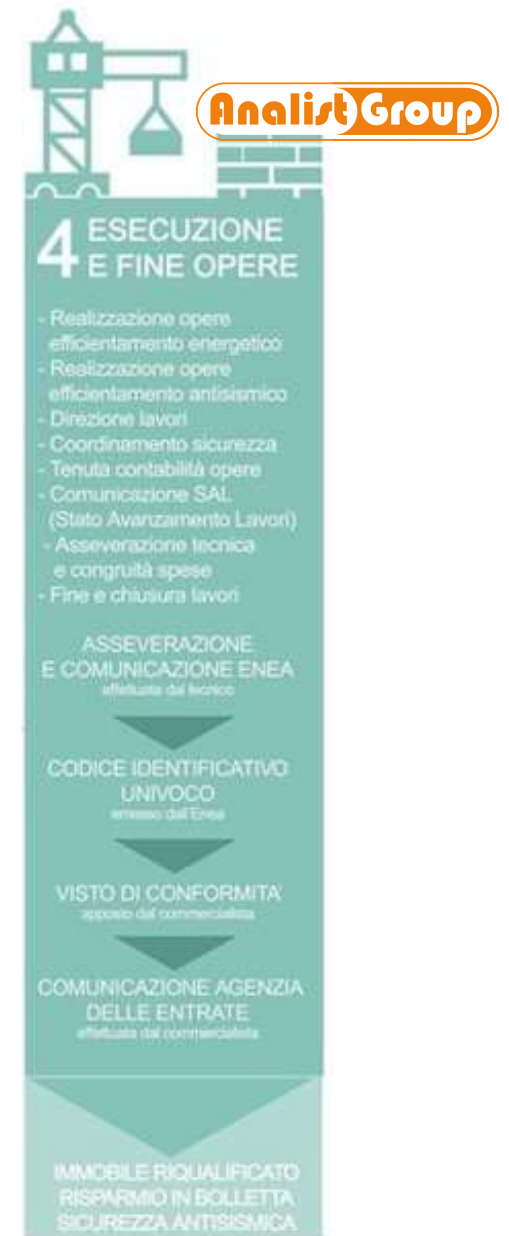 AnalistGroup
4 ESECUZIONE
E FINE OPERE
- Realizzazione opere
efficientamento energetico
- Realizzazione opere
efficientamento antisismico
- Direzione lavori
- Coordinamento sicurezza
- Tenuta contabilità opere
- Comunicazione SAL
(Stato Avanzamento Lavori)
- Asseverazione tecnica
e congruità spese
- Fine e chiusura lavori
ASSEVERAZIONE
E COMUNICAZIONE ENEA
effettuata dal tecnico
CODICE IDENTIFICATIVO
UNIVOCO
emesso dall'Enea
VISTO DI CONFORMITA'
apposto dal commercialista
COMUNICAZIONE AGENZIA
DELLE ENTRATE
effettuata dal commercialista
IMMOBILE RIQUALIFICATO
RISPARMIO IN BOLLETTA
SICUREZZA ANTISISMICA